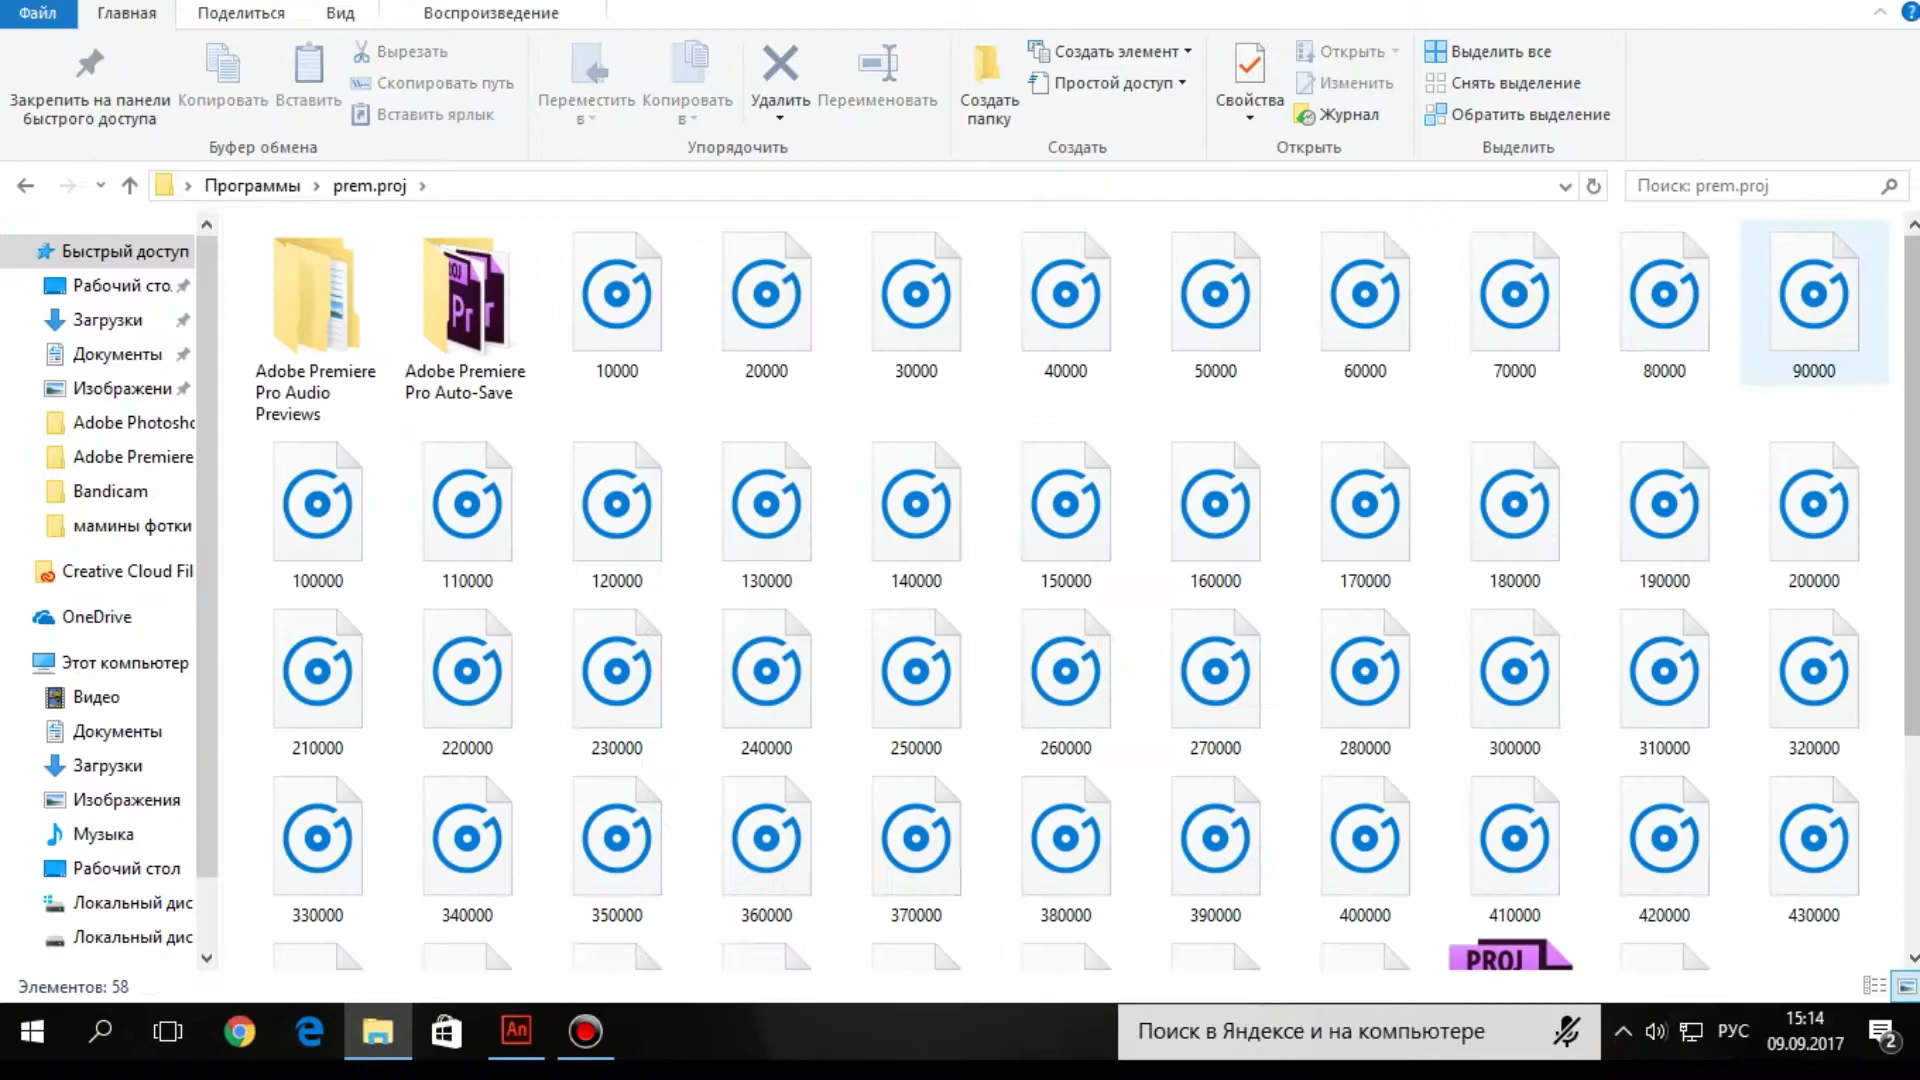 Файл
Главная
Поделиться
Вид
Воспроизведение
Закрепить на панели
быстрого доступа
Копировать
Вставить
Вырезать
Скопировать путь
Вставить ярлык
Буфер обмена
Переместить
в
Копировать
в
Удалить
Переименовать
Упорядочить
Создать
папку
Создать элемент
Простой доступ
Создать
Свойства
Открыть
Изменить
Журнал
Открыть
Выделить все
Снять выделение
Обратить выделение
Выделить
Программы
prem.proj
Поиск: prem.proj
Быстрый доступ
Рабочий сто.
Загрузки
Документы
Изображени
Adobe Photosho
Adobe Premiere
Bandicam
мамины фотки
Creative Cloud Fil
OneDrive
Этот компьютер
Видео
Документы
Загрузки
Изображения
Музыка
Рабочий стол
Локальный дис
Локальный дис
Adobe Premiere
Pro Audio
Previews
PROJ
Pr
Adobe Premiere
Pro Auto-Save
10000
20000
30000
40000
50000
60000
70000
80000
90000
100000
110000
120000
130000
140000
150000
160000
170000
180000
190000
200000
210000
220000
230000
240000
250000
260000
270000
280000
300000
310000
320000
330000
340000
350000
360000
370000
380000
390000
400000
410000
420000
430000
PROJ
Элементов: 58
An
Поиск в Яндексе и на компьютере
РУС
15:14
09.09.2017
2